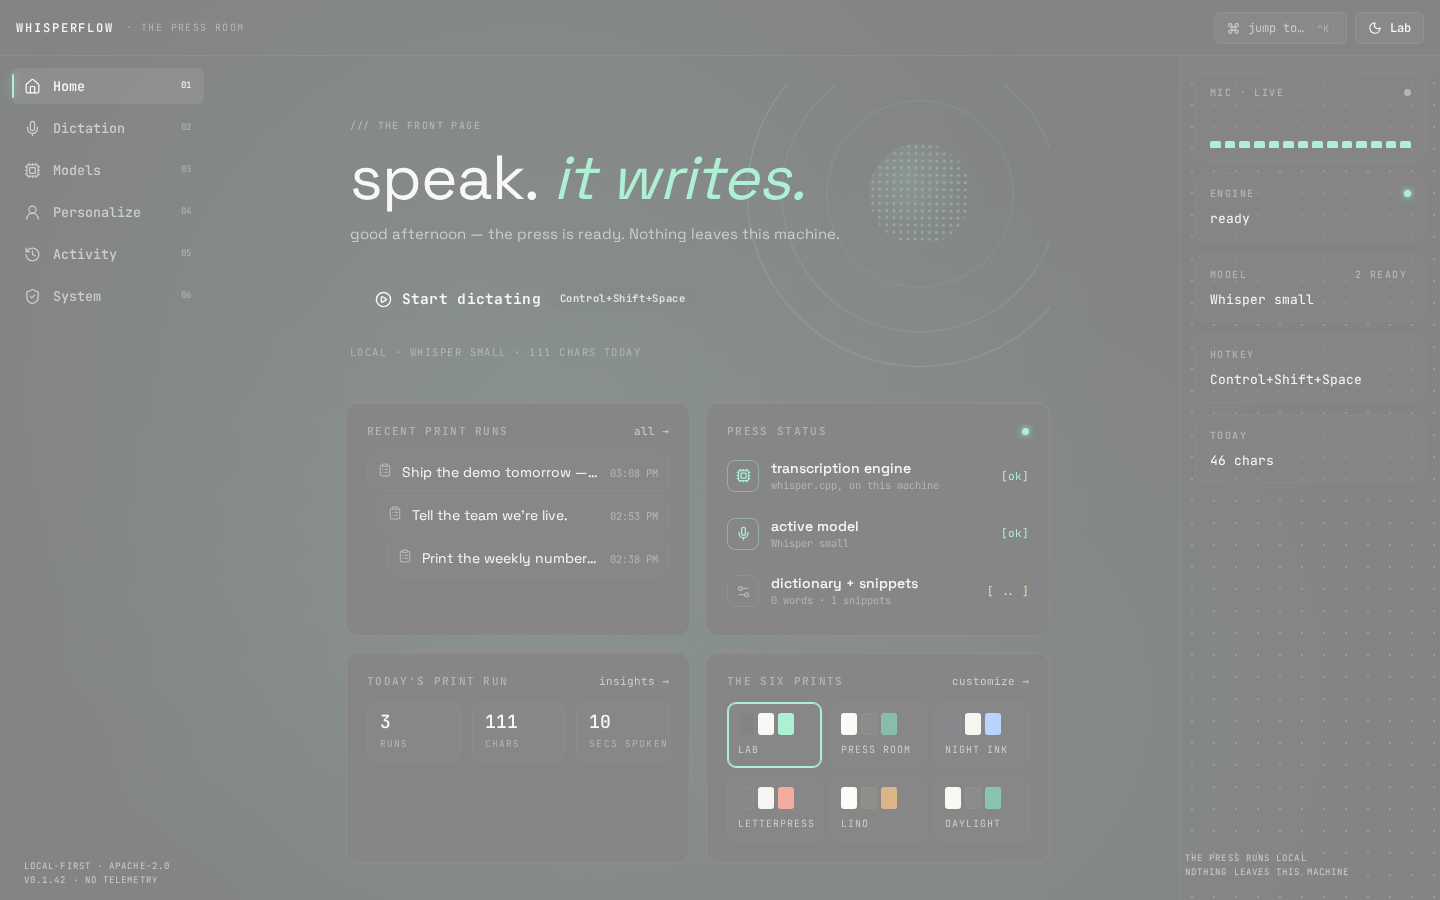 WHISPERFLOW · THE PRESS ROOM
jump to… ^K
Lab
Home 01
Dictation 02
Models 03
Personalize 04
Activity 05
System 06
LOCAL-FIRST · APACHE-2.0
V0.1.42 · NO TELEMETRY
/// THE FRONT PAGE
speak. it writes.
good afternoon — the press is ready. Nothing leaves this machine.
Start dictating Control+Shift+Space
LOCAL · WHISPER SMALL · 111 CHARS TODAY
RECENT PRINT RUNS all →
Ship the demo tomorrow —… 03:08 PM
Tell the team we're live. 02:53 PM
Print the weekly number… 02:38 PM
PRESS STATUS
transcription engine [ok]
whisper.cpp, on this machine
active model [ok]
Whisper small
dictionary + snippets [ .. ]
0 words · 1 snippets
TODAY'S PRINT RUN insights →
3 RUNS
111 CHARS
10 SECS SPOKEN
THE SIX PRINTS customize →
LAB
PRESS ROOM
NIGHT INK
LETTERPRESS
LINO
DAYLIGHT
MIC · LIVE
ENGINE
ready
MODEL 2 READY
Whisper small
HOTKEY
Control+Shift+Space
TODAY
46 chars
THE PRESS RUNS LOCAL
NOTHING LEAVES THIS MACHINE